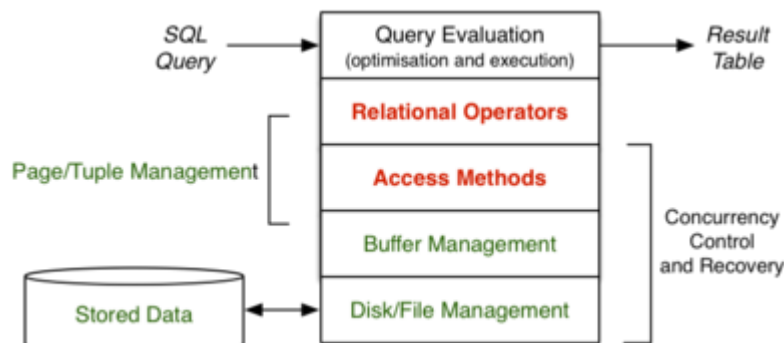 SQL
Query
Query Evaluation
(optimisation and execution)
Result
Table
Relational Operators
Page/Tuple Management
Access Methods
Buffer Management
Concurrency
Control
and Recovery
Stored Data
Disk/File Management